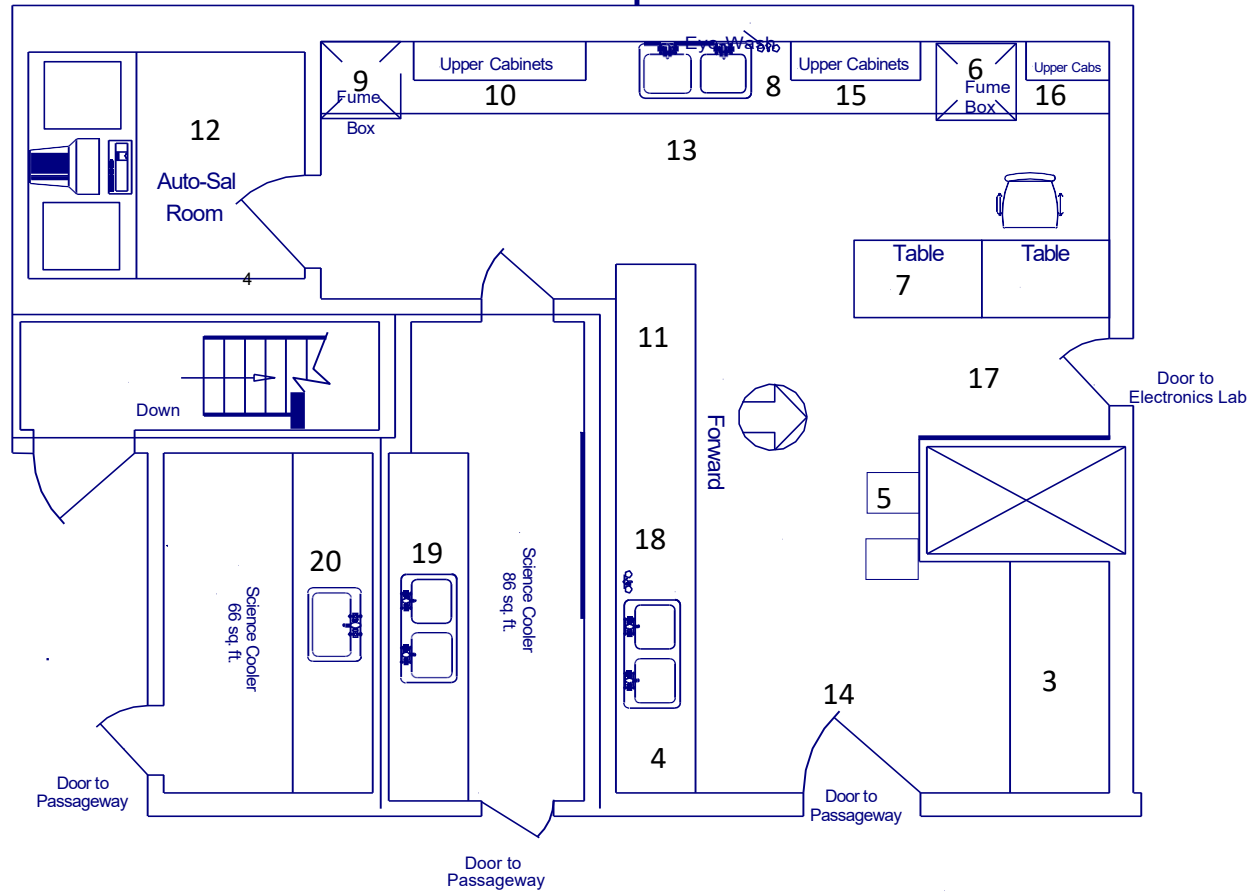 Eye Wash
Upper Cabinets
Upper Cabinets
Upper Cabs
9
Fume
Box
10
8
15
6
Fume
Box
16
12
Auto-Sal
Room
13
4
Table
Table
7
11
17
Door to
Electronics Lab
Down
Forward
5
18
19
20
Science Cooler
86 sq. ft.
Science Cooler
66 sq. ft.
3
14
4
Door to
Passageway
Door to
Passageway
Door to
Passageway